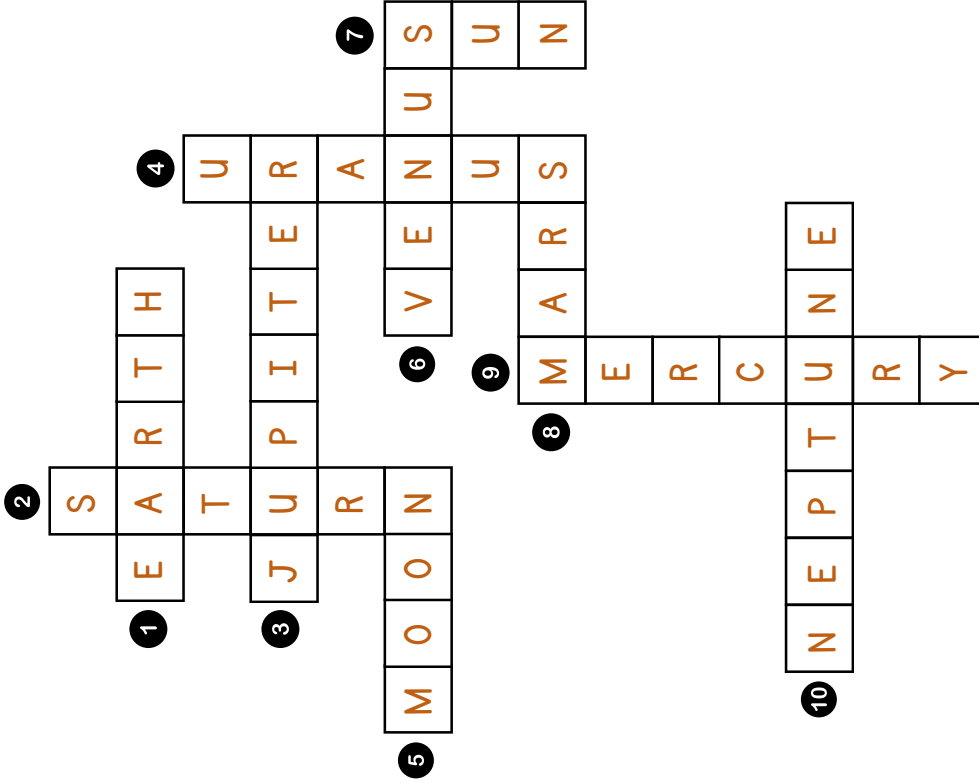 1 EARTH
2 SATURN
3 JUPITER
4 URANUS
5 MOON
6 VENUS
7 SUN
8 MARS
9 MERCURY
10 NEPTUNE